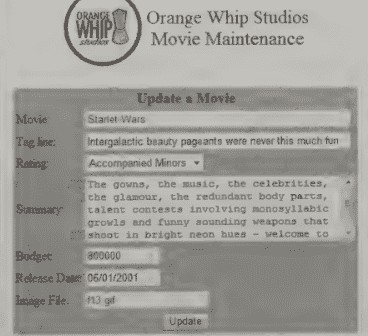 ORANGE
WHIP
studios
Orange Whip Studios
Movie Maintenance
Update a Movie
Movie: Starlet Wars
Tag line: Intergalactic beauty pageants were never this much fun
Rating: Accompanied Minors
Summary: The gowns, the music, the celebrities,
the glamour, the redundant body parts,
talent contests involving monosyllabic
growls and funny sounding weapons that
shoot in bright neon hues - welcome to
Budget: 800000
Release Date: 06/01/2001
Image File: f13.gif
Update